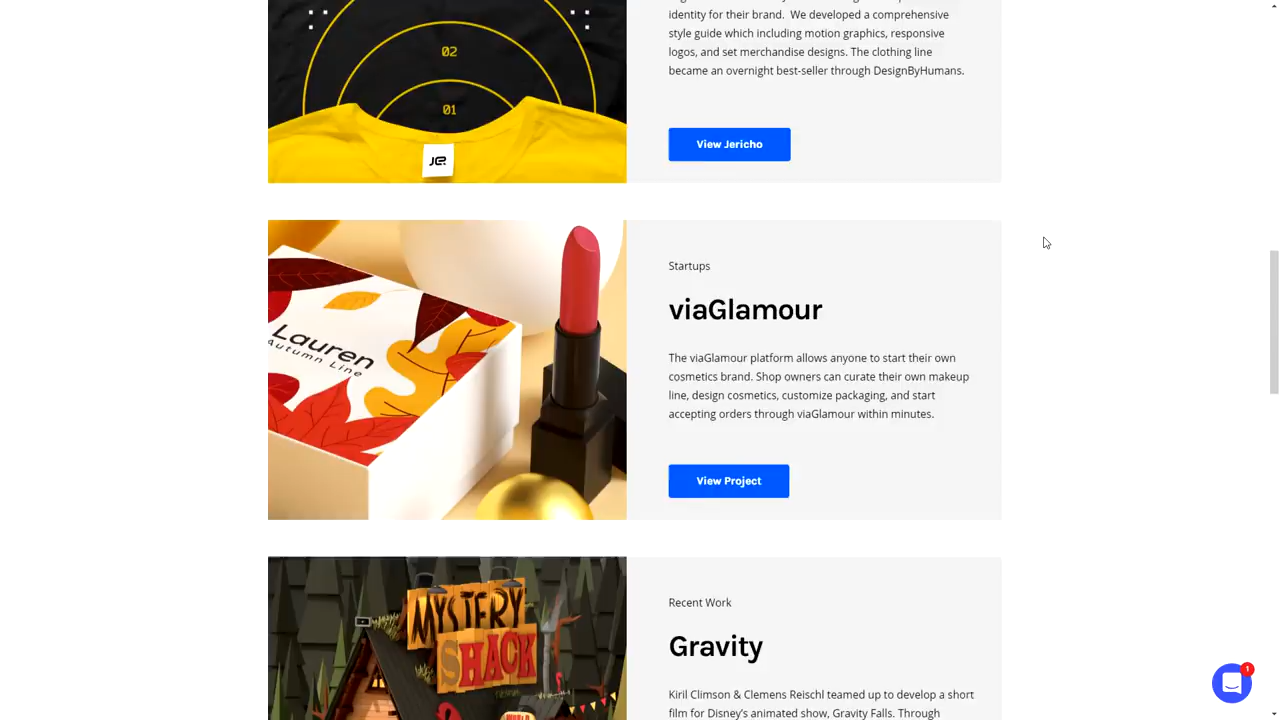 identity for their brand.  We developed a comprehensive
style guide which including motion graphics, responsive
logos, and set merchandise designs. The clothing line
became an overnight best-seller through DesignByHumans.
02
01
JE
View Jericho
Startups
viaGlamour
The viaGlamour platform allows anyone to start their own
cosmetics brand. Shop owners can curate their own makeup
line, design cosmetics, customize packaging, and start
accepting orders through viaGlamour within minutes.
View Project
Lauren
Autumn Line
Recent Work
Gravity
Kiril Climson & Clemens Reischl teamed up to develop a short
film for Disney's animated show, Gravity Falls. Through
MYSTERY
SHACK
1